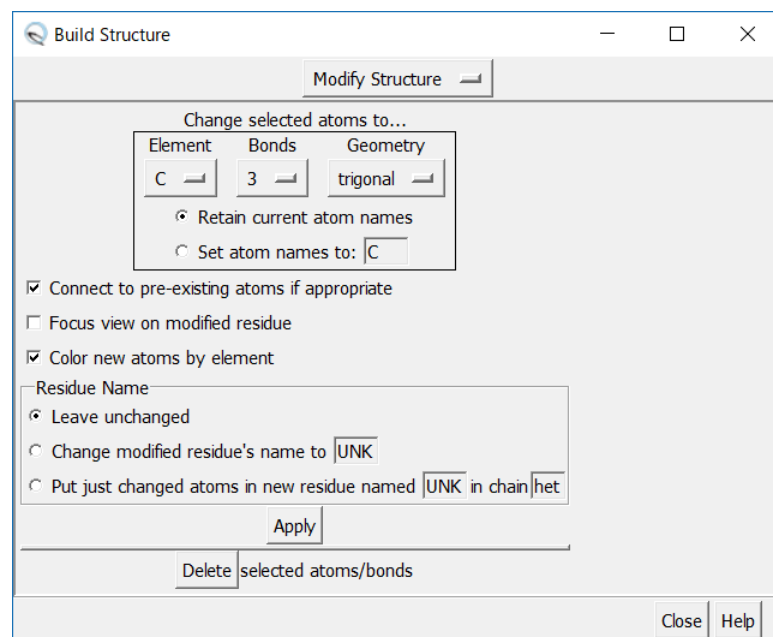 Build Structure
Modify Structure
Change selected atoms to...
Element Bonds Geometry
C 3 trigonal
Retain current atom names
Set atom names to: C
Connect to pre-existing atoms if appropriate
Focus view on modified residue
Color new atoms by element
Residue Name
Leave unchanged
Change modified residue's name to UNK
Put just changed atoms in new residue named UNK in chain het
Apply
Delete selected atoms/bonds
Close Help